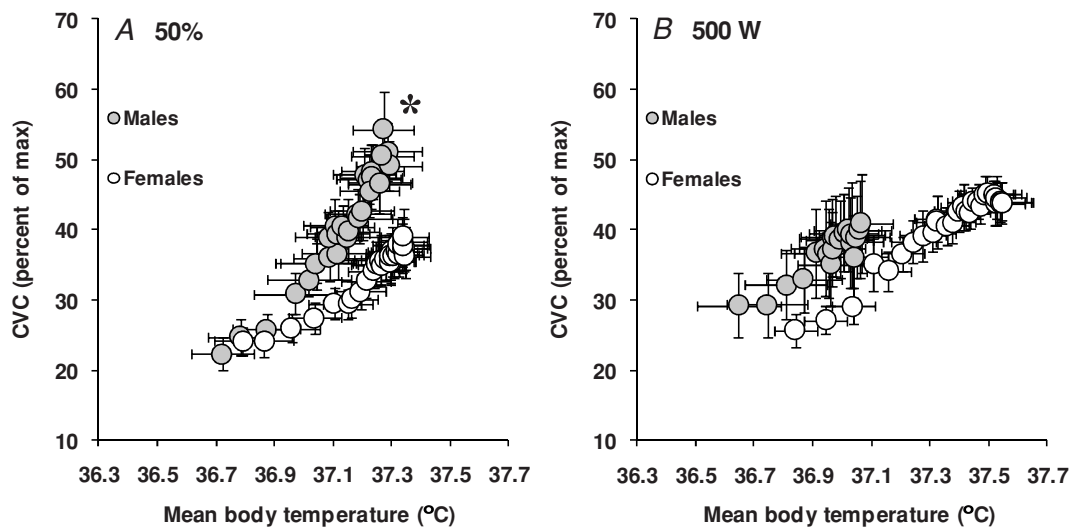 A 50%
CVC (percent of max)
70
60
50
40
30
20
10
Males
Females
*
36.5 36.7 36.9 37.1 37.3 37.5 37.7
Mean body temperature (°C)
B 500 W
CVC (percent of max)
70
60
50
40
30
20
10
Males
Females
36.3 36.5 36.7 36.9 37.1 37.3 37.5 37.7
Mean body temperature (°C)